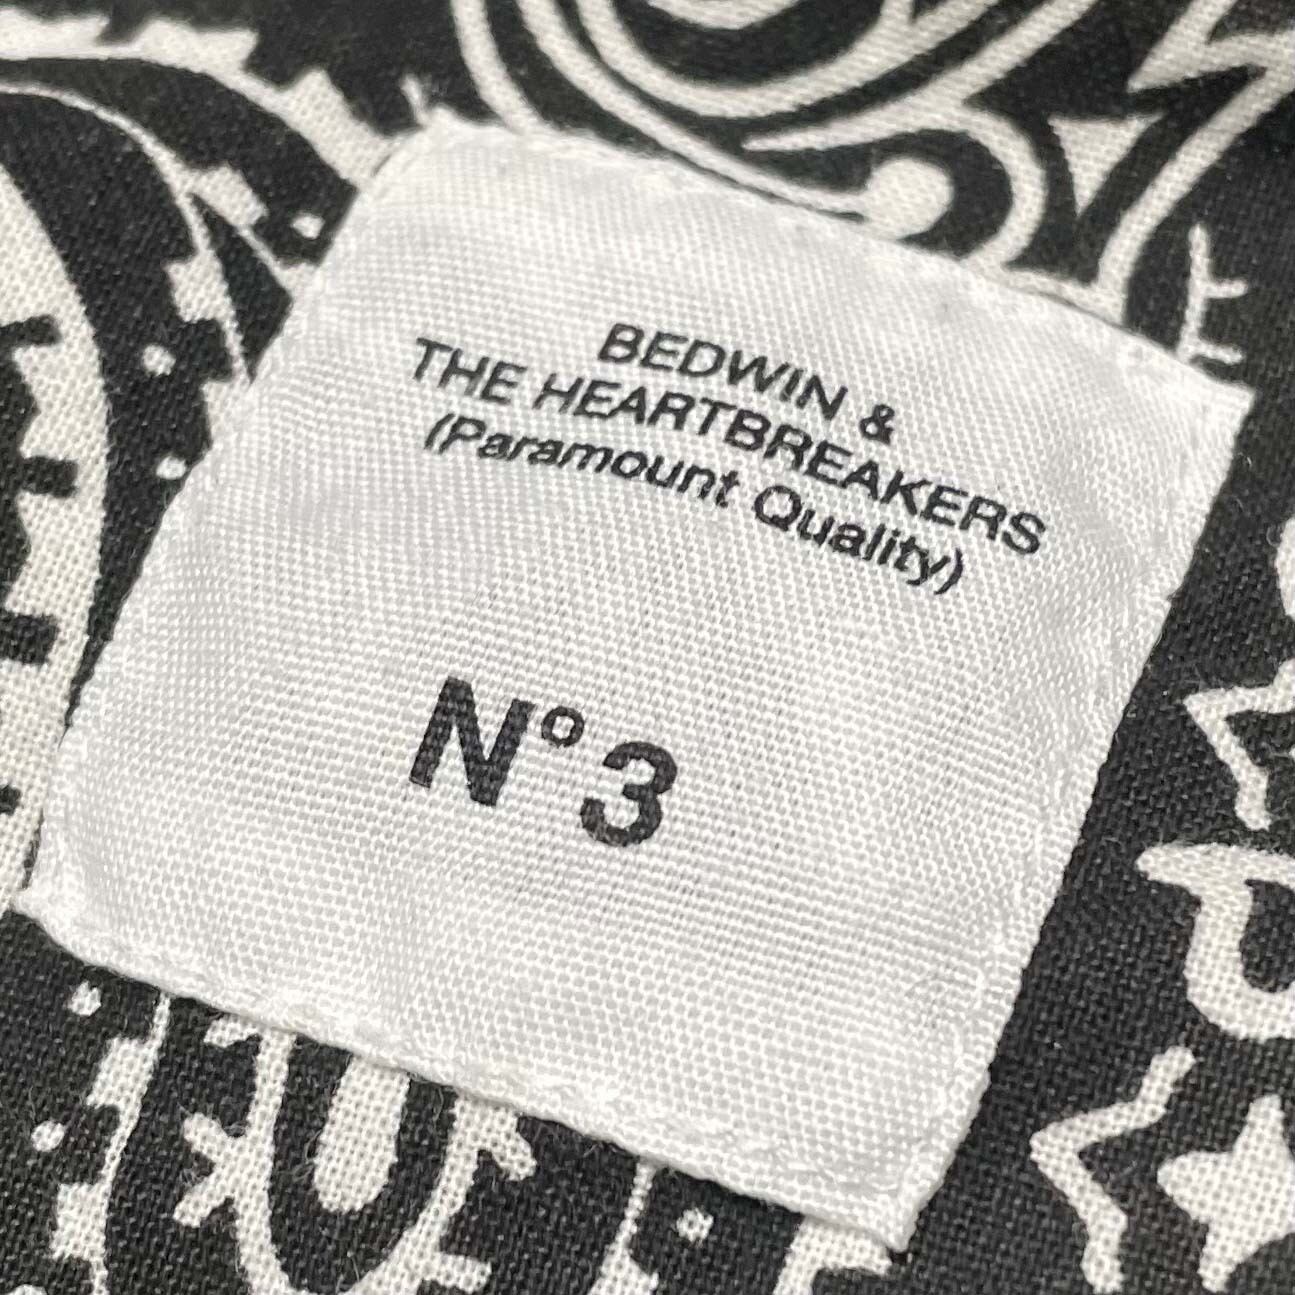 BEDWIN &
THE HEARTBREAKERS
(Paramount Quality)
N° 3